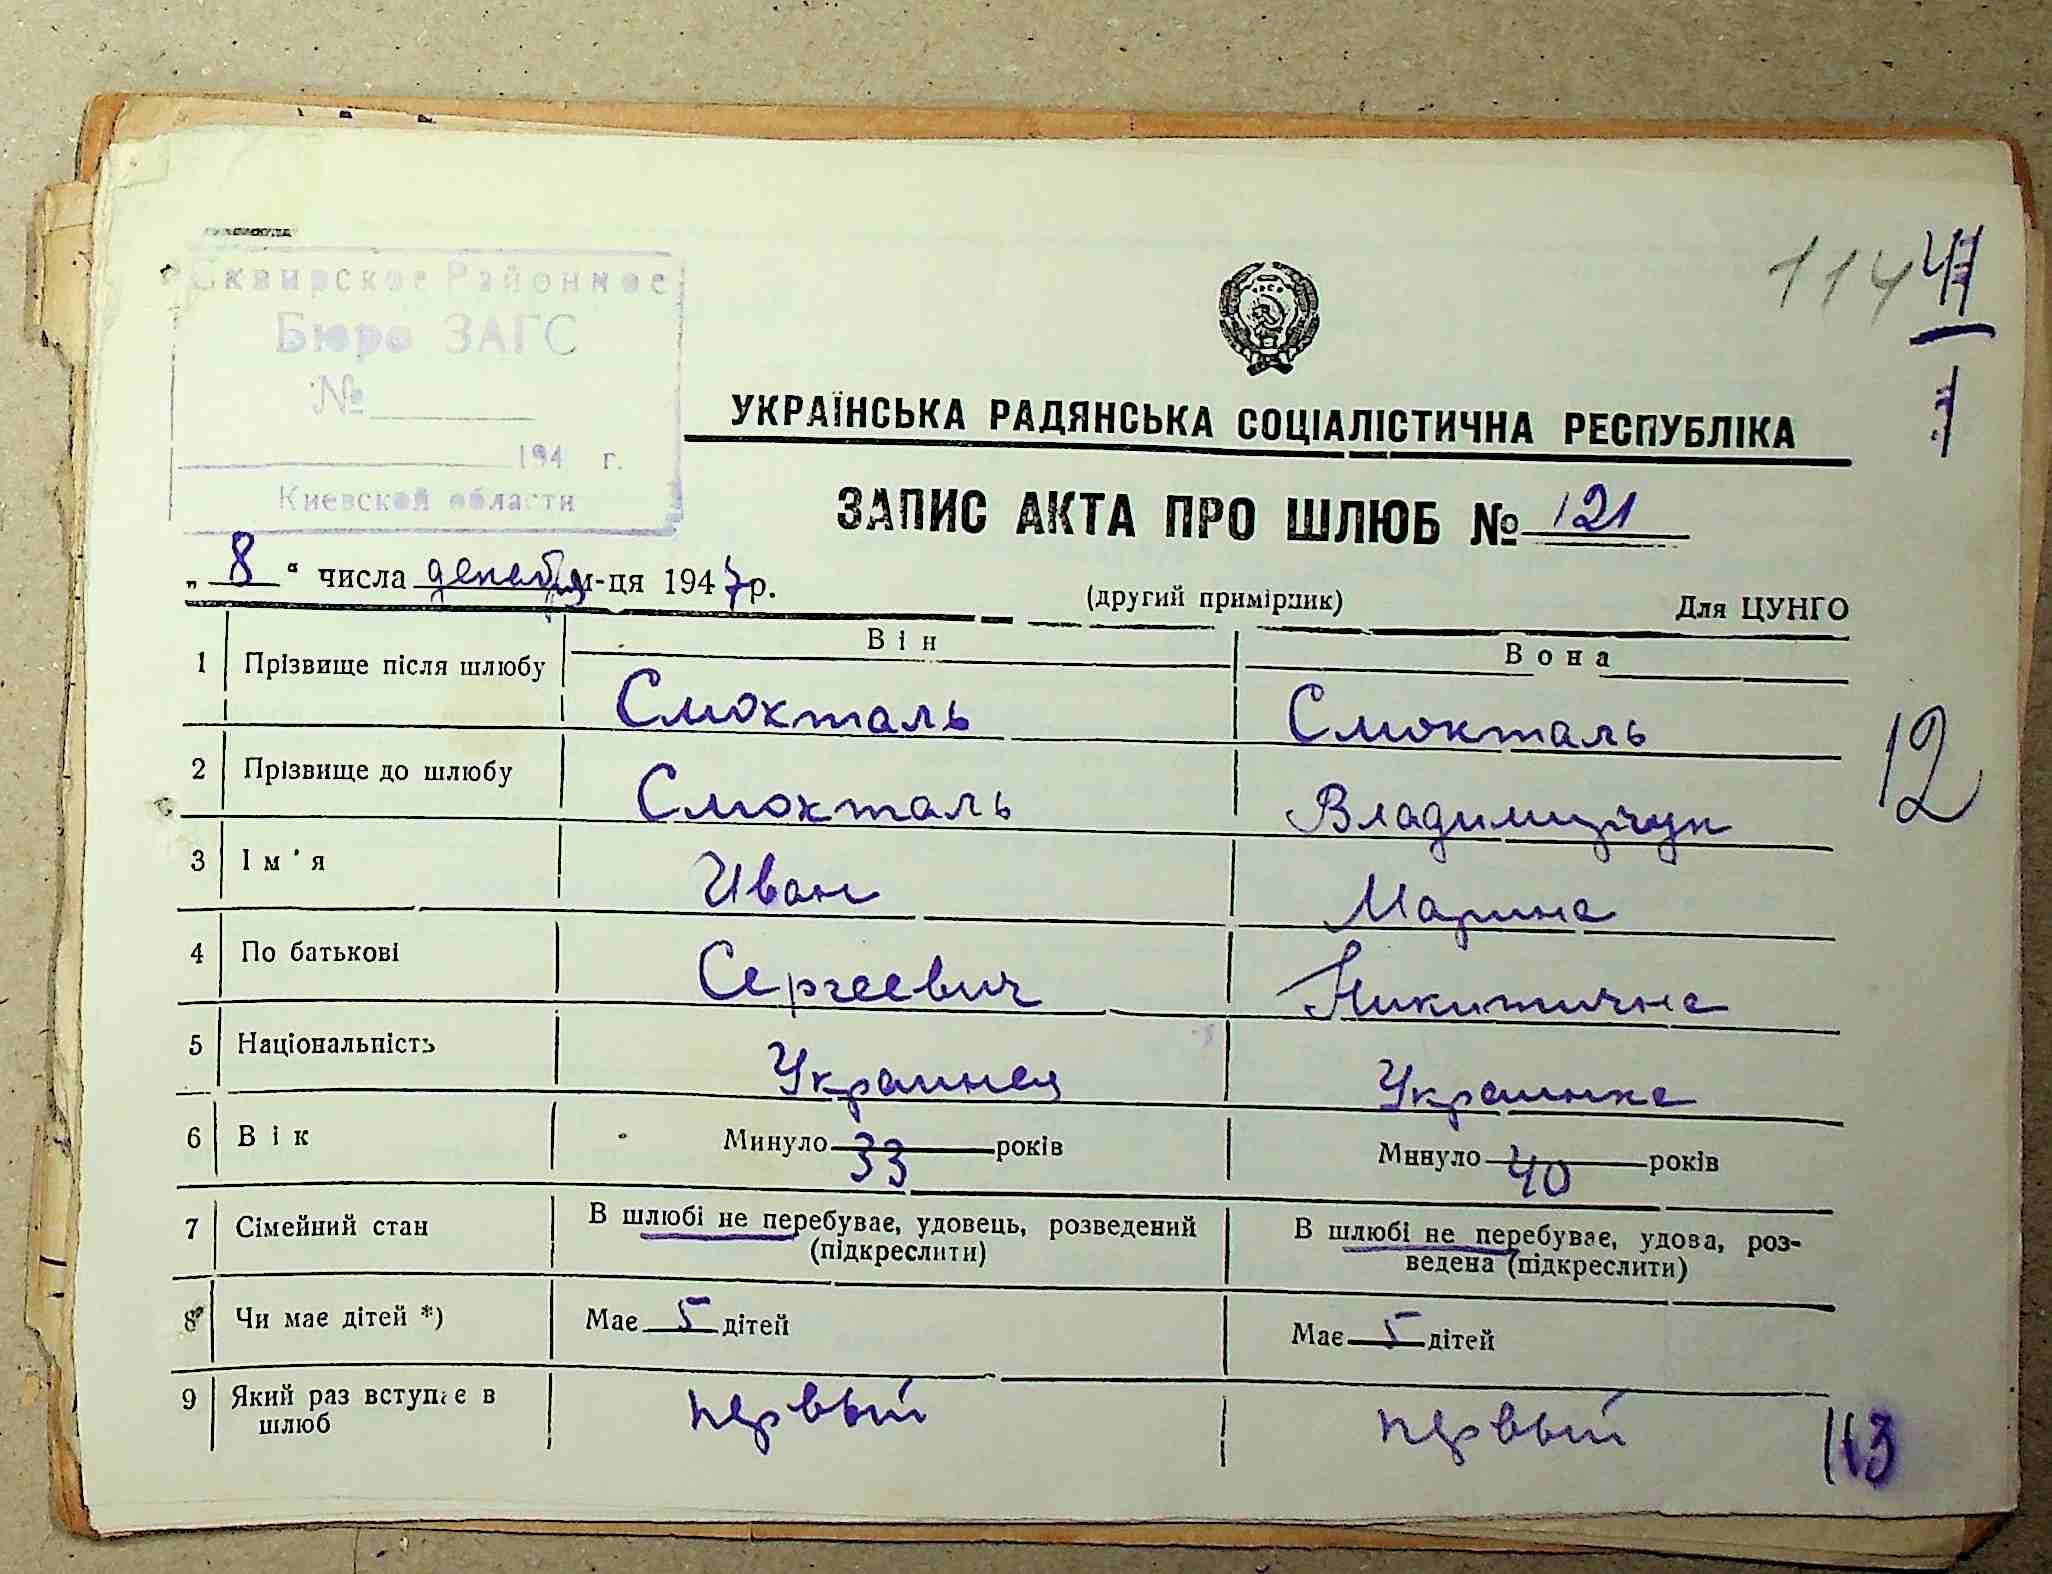 Сквирское Районное
Бюро ЗАГС
№
194 г.
Киевской области
114
УКРАЇНСЬКА РАДЯНСЬКА СОЦІАЛІСТИЧНА РЕСПУБЛІКА
ЗАПИС АКТА ПРО ШЛЮБ № 121
„ 8 “ числа декабря м-ця 1947 р.
(другий примірник) Для ЦУНГО
Він Вона
1 Прізвище після шлюбу Смокталь Смокталь
2 Прізвище до шлюбу Смокталь Владимирчук
12
3 Ім'я Иван Марина
4 По батькові Сергеевич Никитична
5 Національність Украинец Украинка
6 Вік Минуло 33 років Минуло 40 років
7 Сімейний стан В шлюбі не перебуває, удовець, розведений (підкреслити) В шлюбі не перебуває, удова, роз-
ведена (підкреслити)
8 Чи має дітей *) Має 5 дітей Має 5 дітей
9 Який раз вступає в шлюб первый первый
113